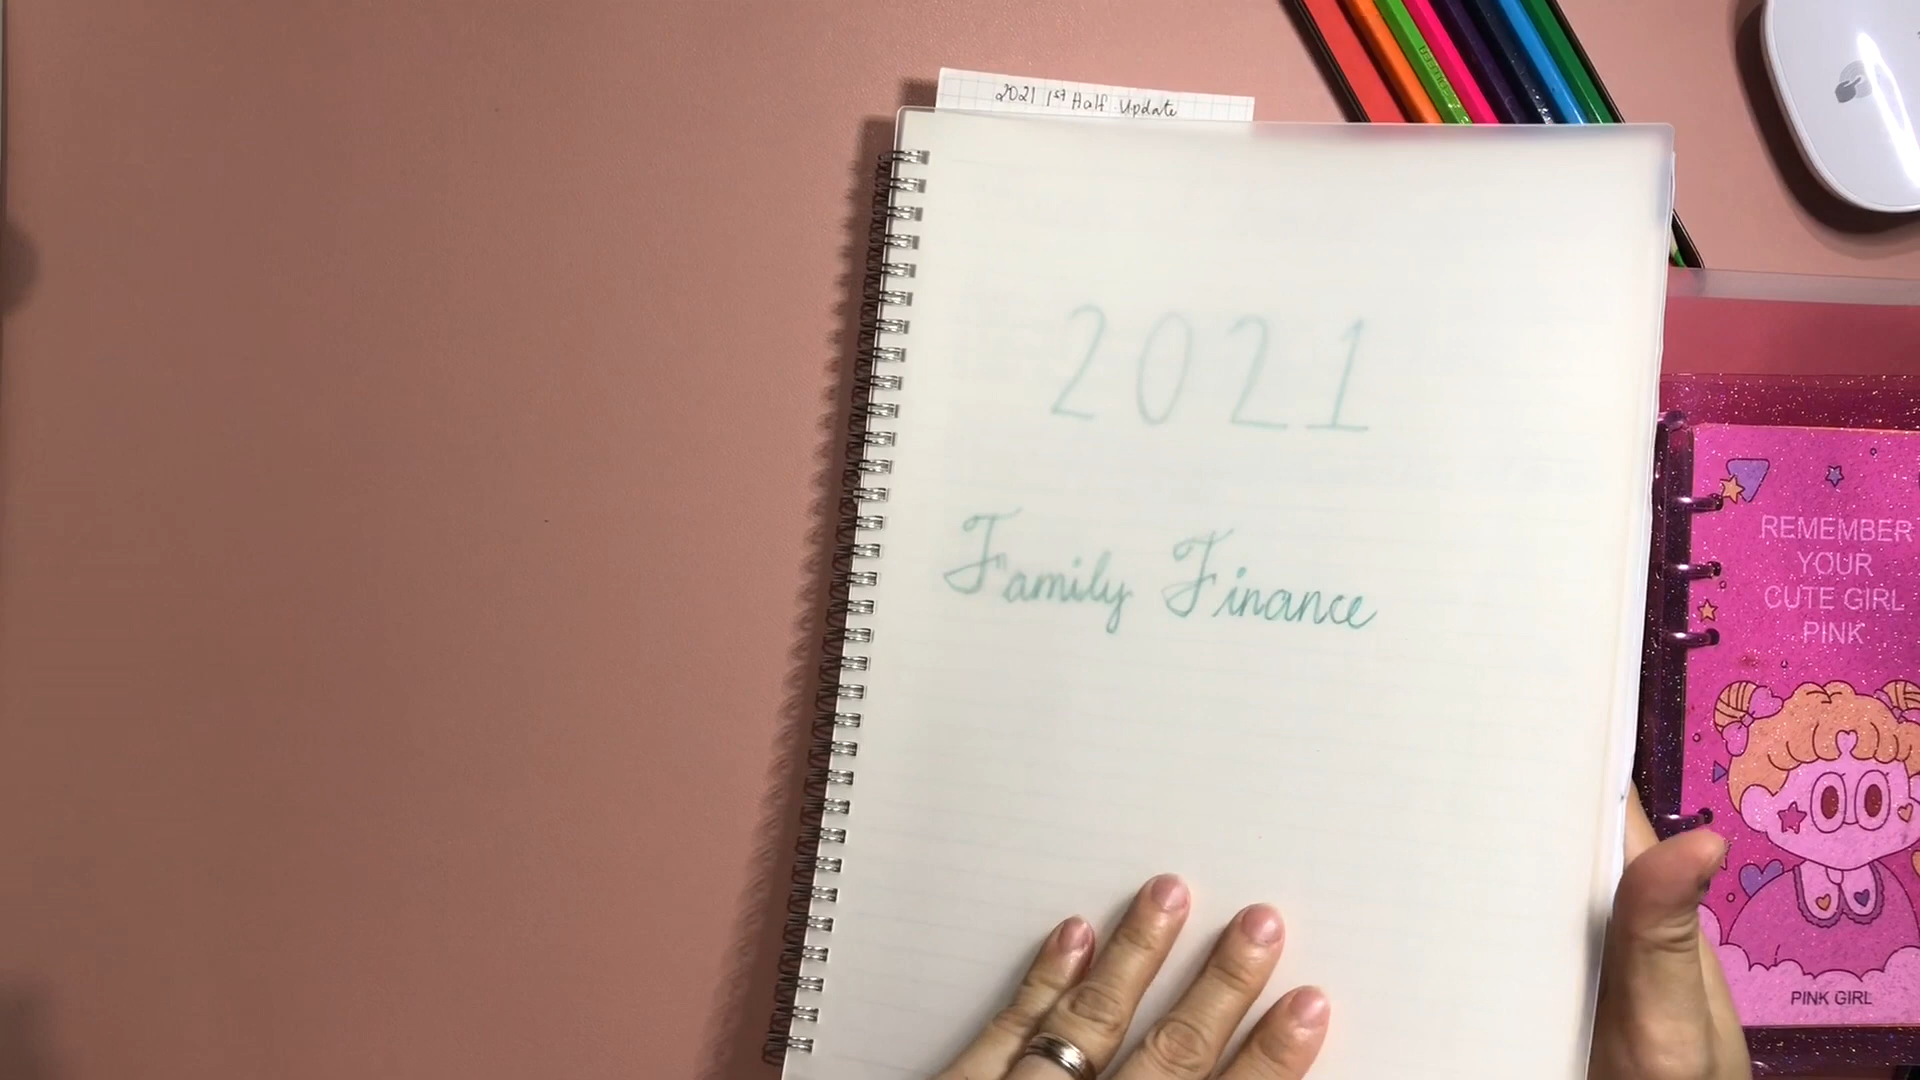 2021 1st Half Update
2021
Family Finance
REMEMBER
YOUR
CUTE GIRL
PINK
PINK GIRL